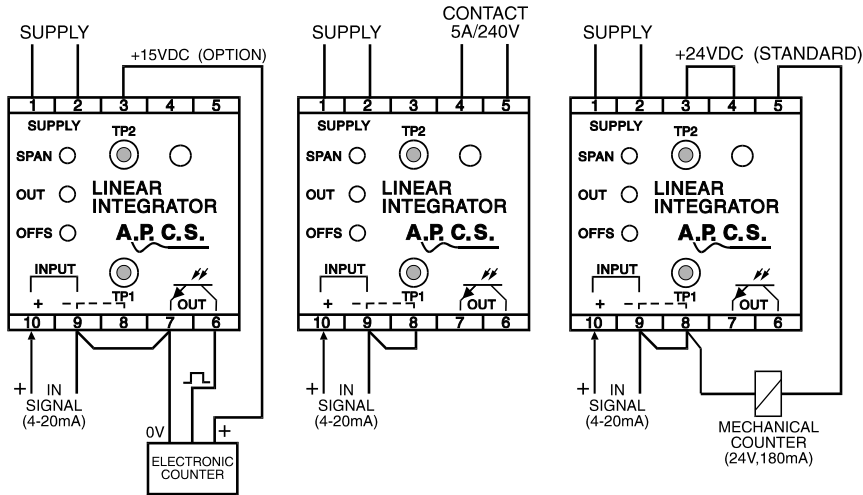 SUPPLY
+15VDC (OPTION)
1 2 3 4 5
SUPPLY
TP2
SPAN
OUT
LINEAR
INTEGRATOR
OFFS
A.P.C.S.
INPUT
+
TP1
OUT
10 9 8 7 6
+ IN
SIGNAL
(4-20mA)
0V
+
ELECTRONIC
COUNTER
SUPPLY
CONTACT
5A/240V
1 2 3 4 5
SUPPLY
TP2
SPAN
OUT
LINEAR
INTEGRATOR
OFFS
A.P.C.S.
INPUT
+
TP1
OUT
10 9 8 7 6
+ IN
SIGNAL
(4-20mA)
SUPPLY
+24VDC (STANDARD)
1 2 3 4 5
SUPPLY
TP2
SPAN
OUT
LINEAR
INTEGRATOR
OFFS
A.P.C.S.
INPUT
+
TP1
OUT
10 9 8 7 6
+ IN
SIGNAL
(4-20mA)
MECHANICAL
COUNTER
(24V,180mA)